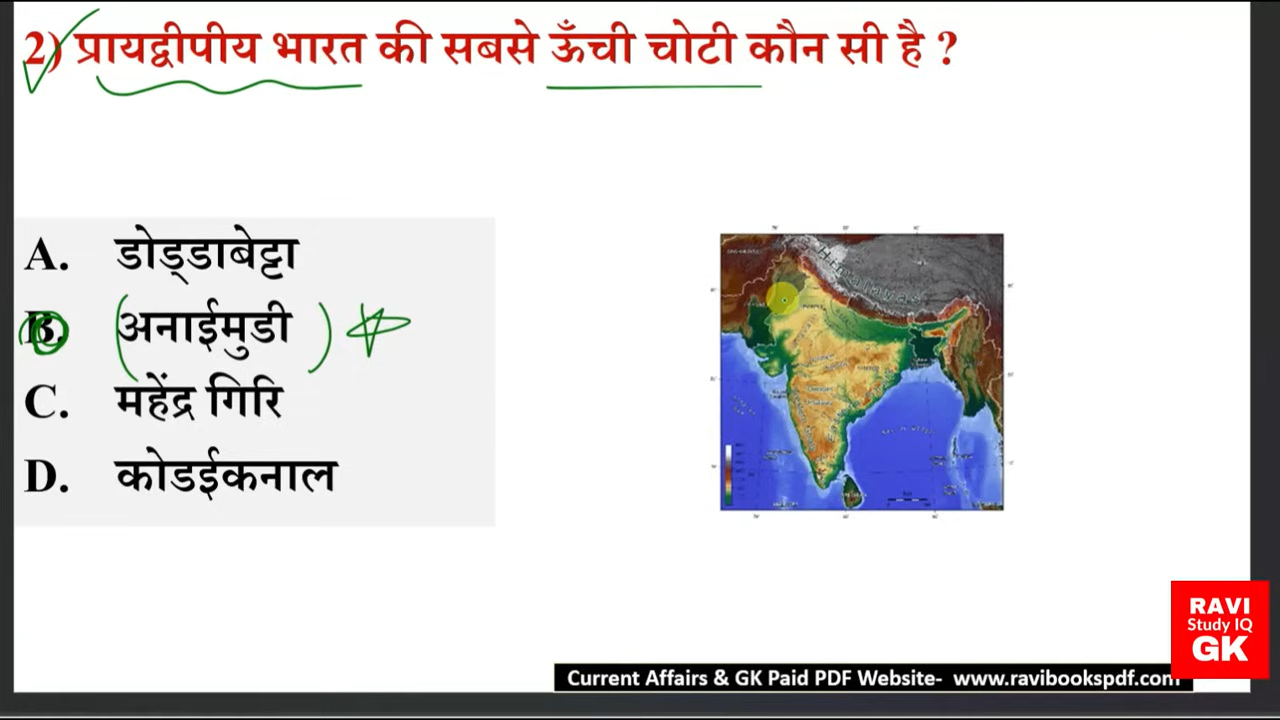 2) प्रायद्वीपीय भारत की सबसे ऊँची चोटी कौन सी है ?
A. डोड्डाबेट्टा
B. अनाईमुडी
C. महेंद्र गिरि
D. कोडईकनाल
Himalayas
RAVI
Study IQ
GK
Current Affairs & GK Paid PDF Website- www.ravibookspdf.com